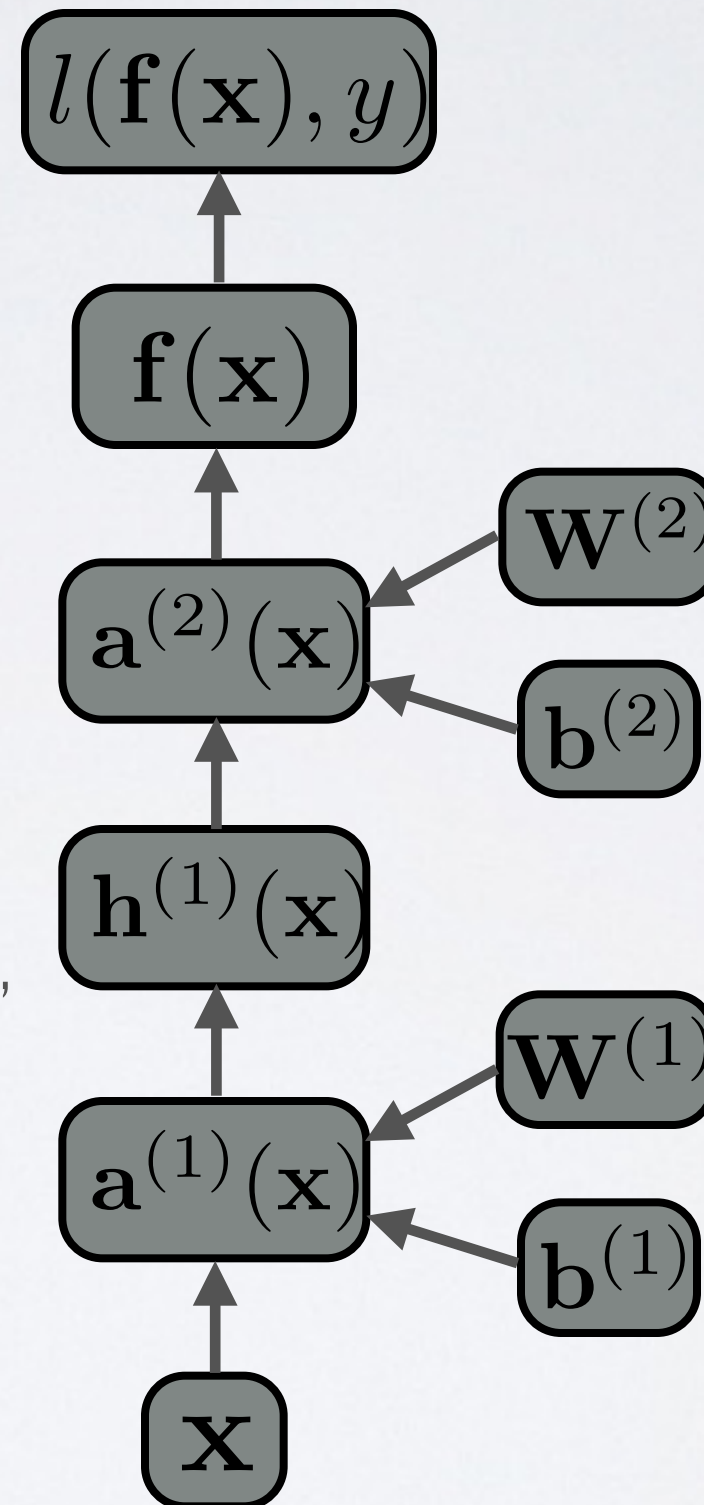 l(f(x), y)
f(x)
W⁽²⁾
a⁽²⁾(x)
b⁽²⁾
h⁽¹⁾(x)
,
W⁽¹⁾
a⁽¹⁾(x)
b⁽¹⁾
x